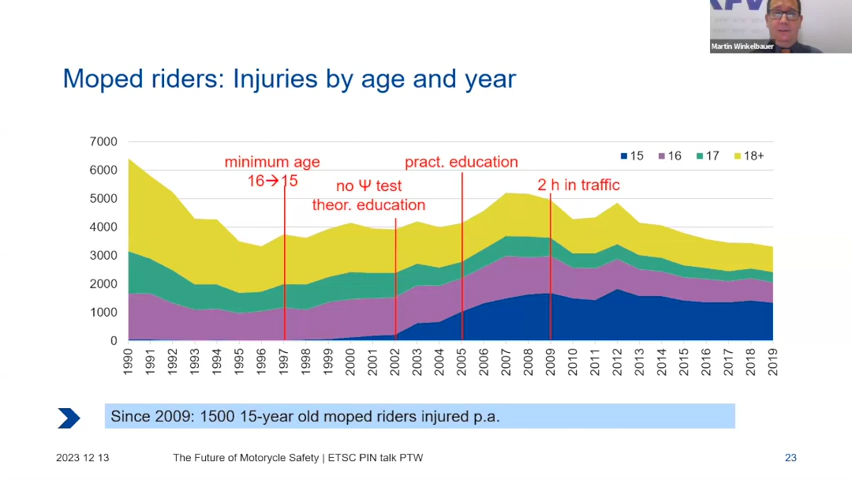 Martin Winkelbauer
Moped riders: Injuries by age and year
7000
6000
5000
4000
3000
2000
1000
0
minimum age
16→15
no Ψ test
theor. education
pract. education
2 h in traffic
15 16 17 18+
1990 1991 1992 1993 1994 1995 1996 1997 1998 1999 2000 2001 2002 2003 2004 2005 2006 2007 2008 2009 2010 2011 2012 2013 2014 2015 2016 2017 2018 2019
Since 2009: 1500 15-year old moped riders injured p.a.
2023 12 13 The Future of Motorycle Safety | ETSC PIN talk PTW 23